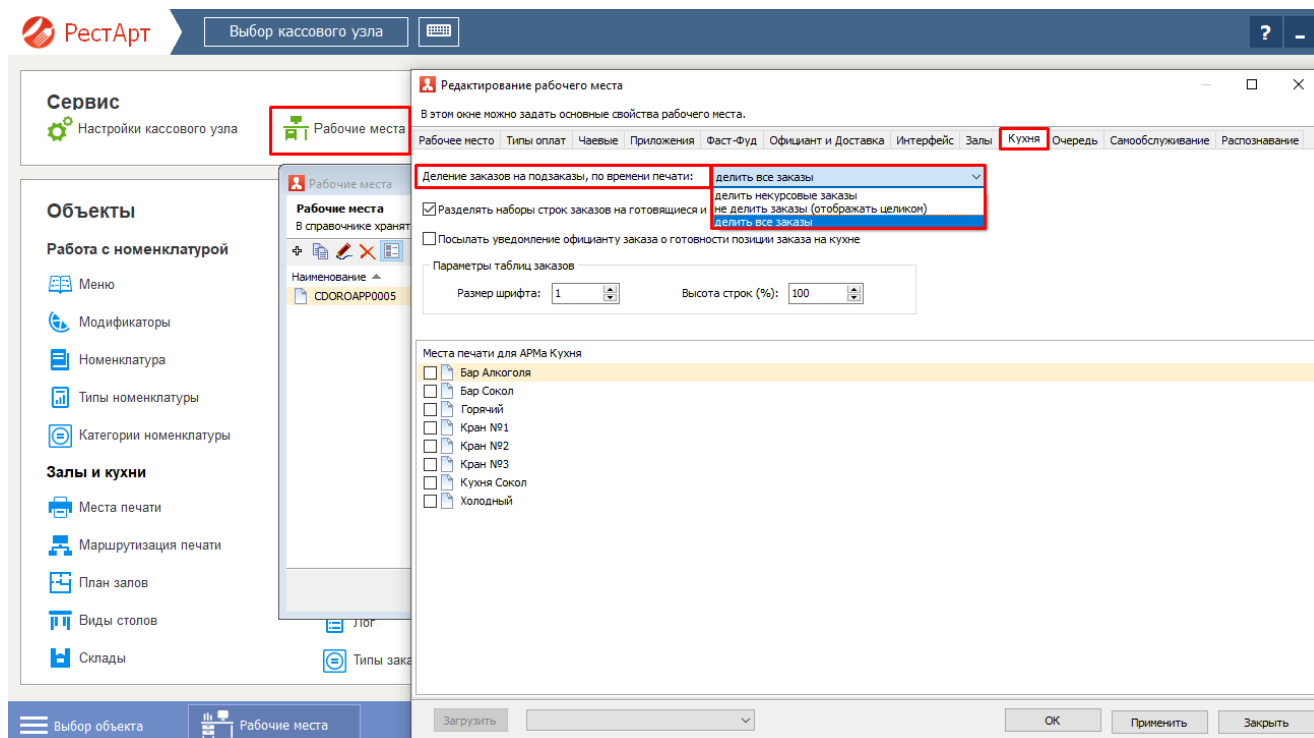 РестАрт
Выбор кассового узла
?
Сервис
Настройки кассового узла
Рабочие места
Объекты
Работа с номенклатурой
Меню
Модификаторы
Номенклатура
Типы номенклатуры
Категории номенклатуры
Залы и кухни
Места печати
Маршрутизация печати
План залов
Виды столов
Склады
Лог
Типы зака
Рабочие места
Рабочие места
В справочнике хранят
Наименование
CDOROAPP0005
Редактирование рабочего места
В этом окне можно задать основные свойства рабочего места.
Рабочее место Типы оплат Чаевые Приложения Фаст-Фуд Официант и Доставка Интерфейс Залы Кухня Очередь Самообслуживание Распознавание
Деление заказов на подзаказы, по времени печати: делить все заказы
делить некурсовые заказы
не делить заказы (отображать целиком)
делить все заказы
Разделять наборы строк заказов на готовящиеся и
Посылать уведомление официанту заказа о готовности позиции заказа на кухне
Параметры таблиц заказов
Размер шрифта: 1 Высота строк (%): 100
Места печати для АРМа Кухня
Бар Алкоголя
Бар Сокол
Горячий
Кран №1
Кран №2
Кран №3
Кухня Сокол
Холодный
Загрузить
ОК Применить Закрыть
Выбор объекта
Рабочие места